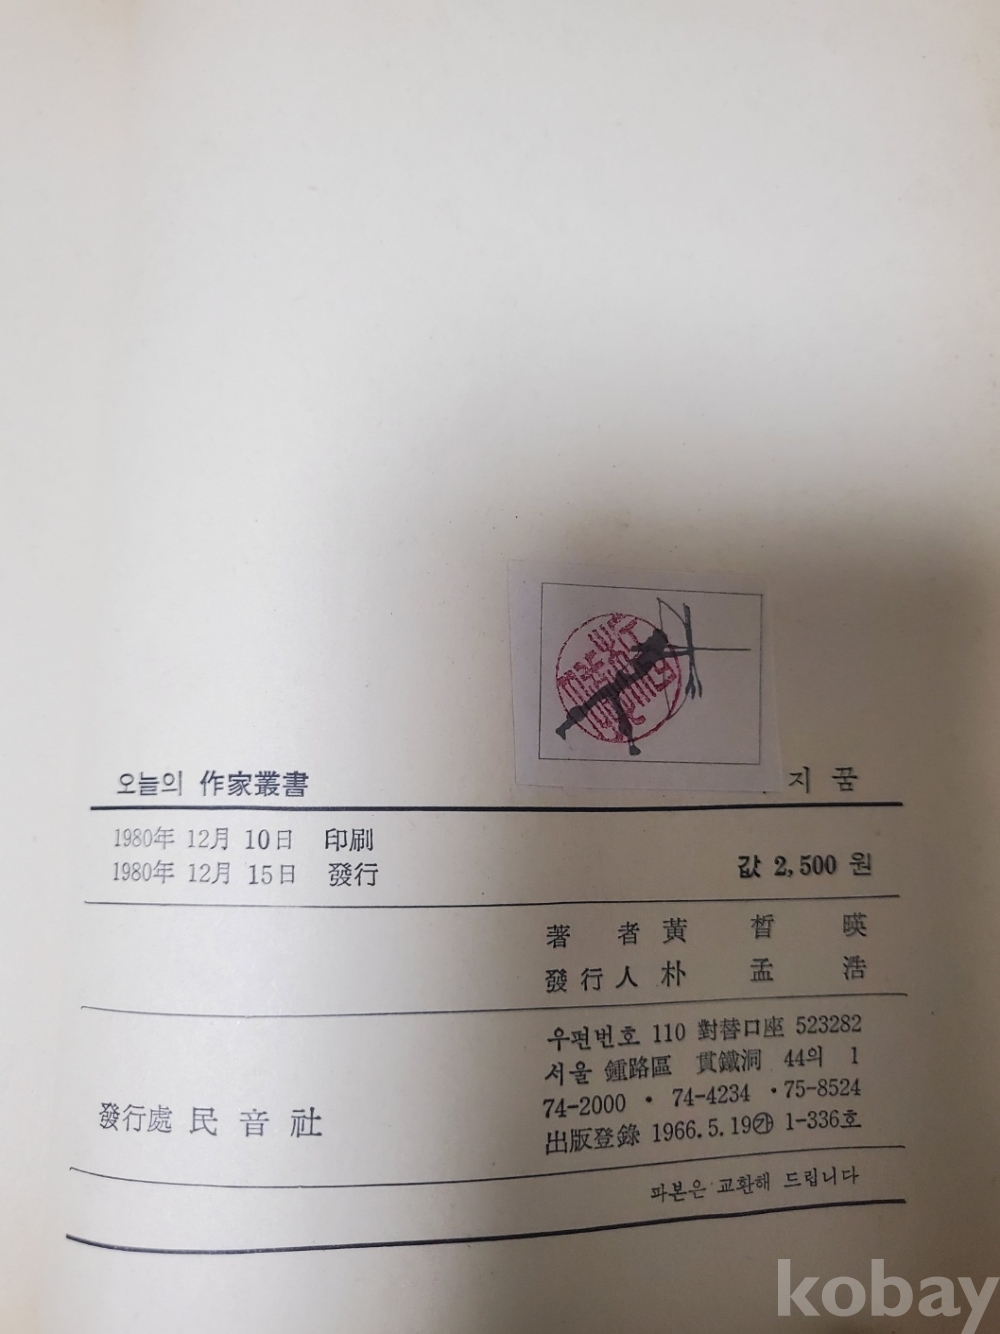 오늘의 作家叢書 지 꿈
1980年 12月 10日 印刷
1980年 12月 15日 發行
값 2,500 원
著 者 黃 晳 暎
發行人 朴 孟 浩
發行處 民 音 社
우편번호 110 對替口座 523282
서울 鍾路區 貫鐵洞 44의 1
74-2000 · 74-4234 · 75-8524
出版登錄 1966.5.19㉮ 1-336호
파본은 교환해 드립니다
kobay